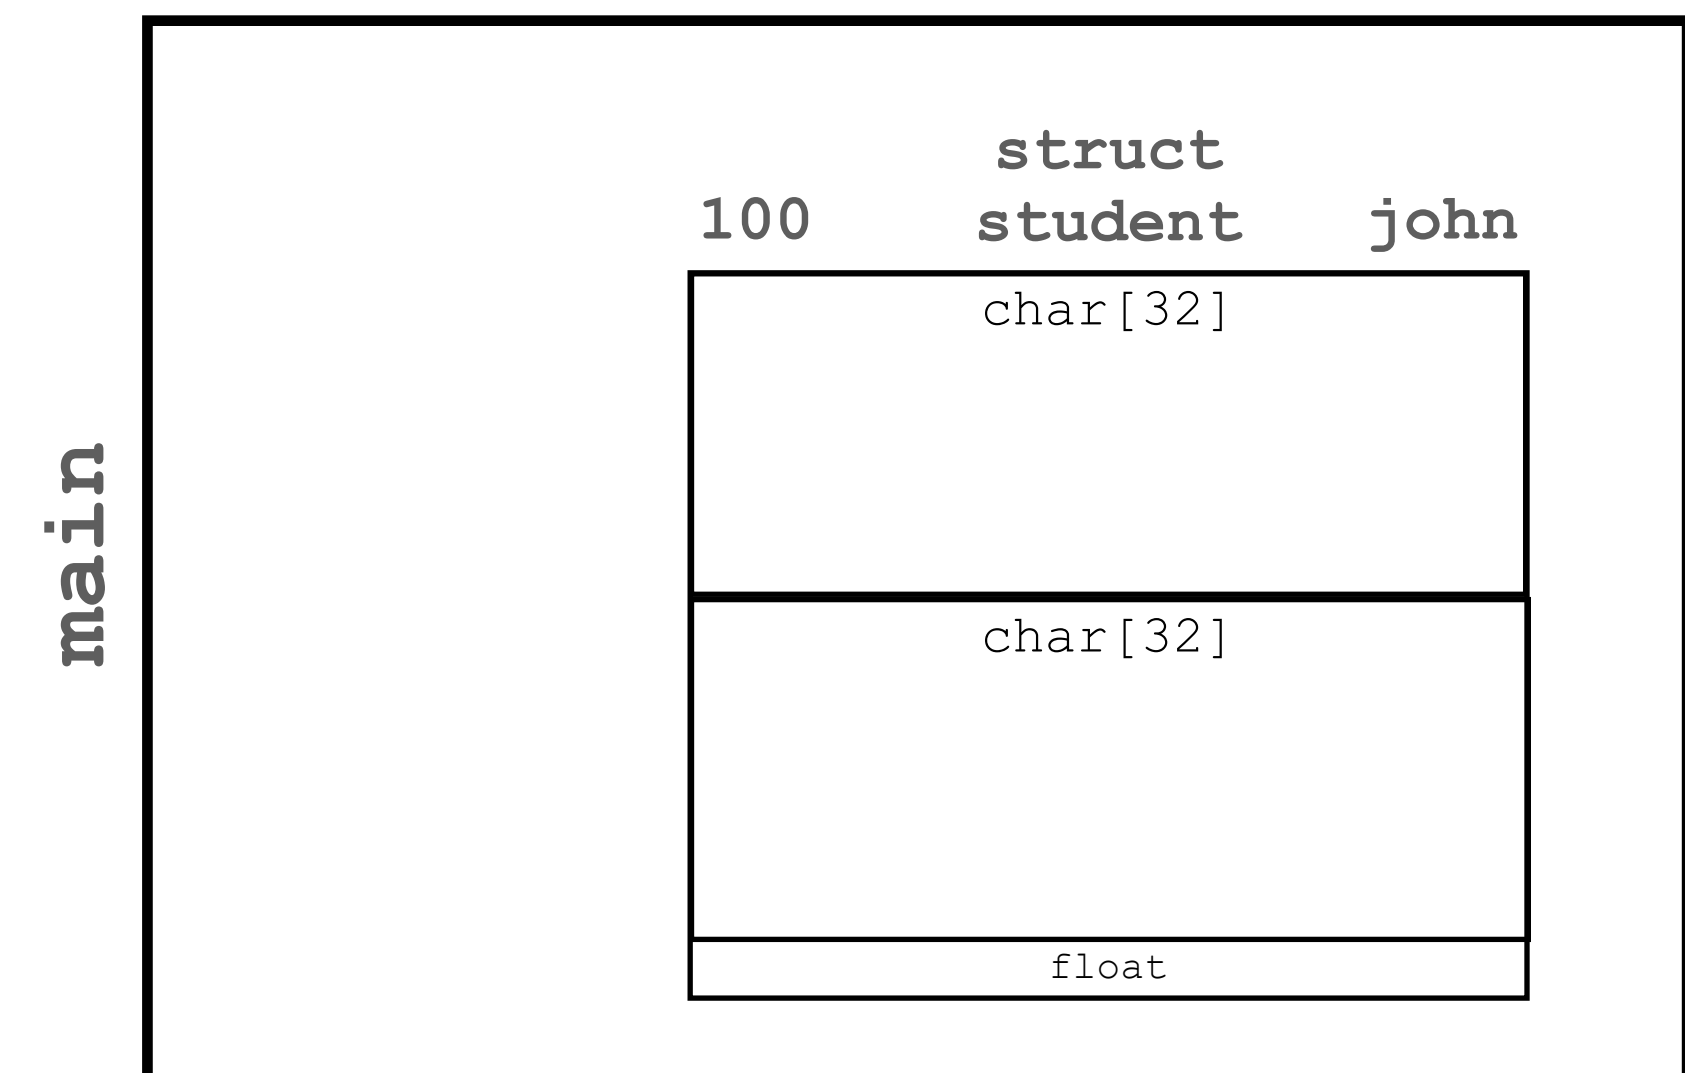 struct
100 student john
char[32]
main
char[32]
float